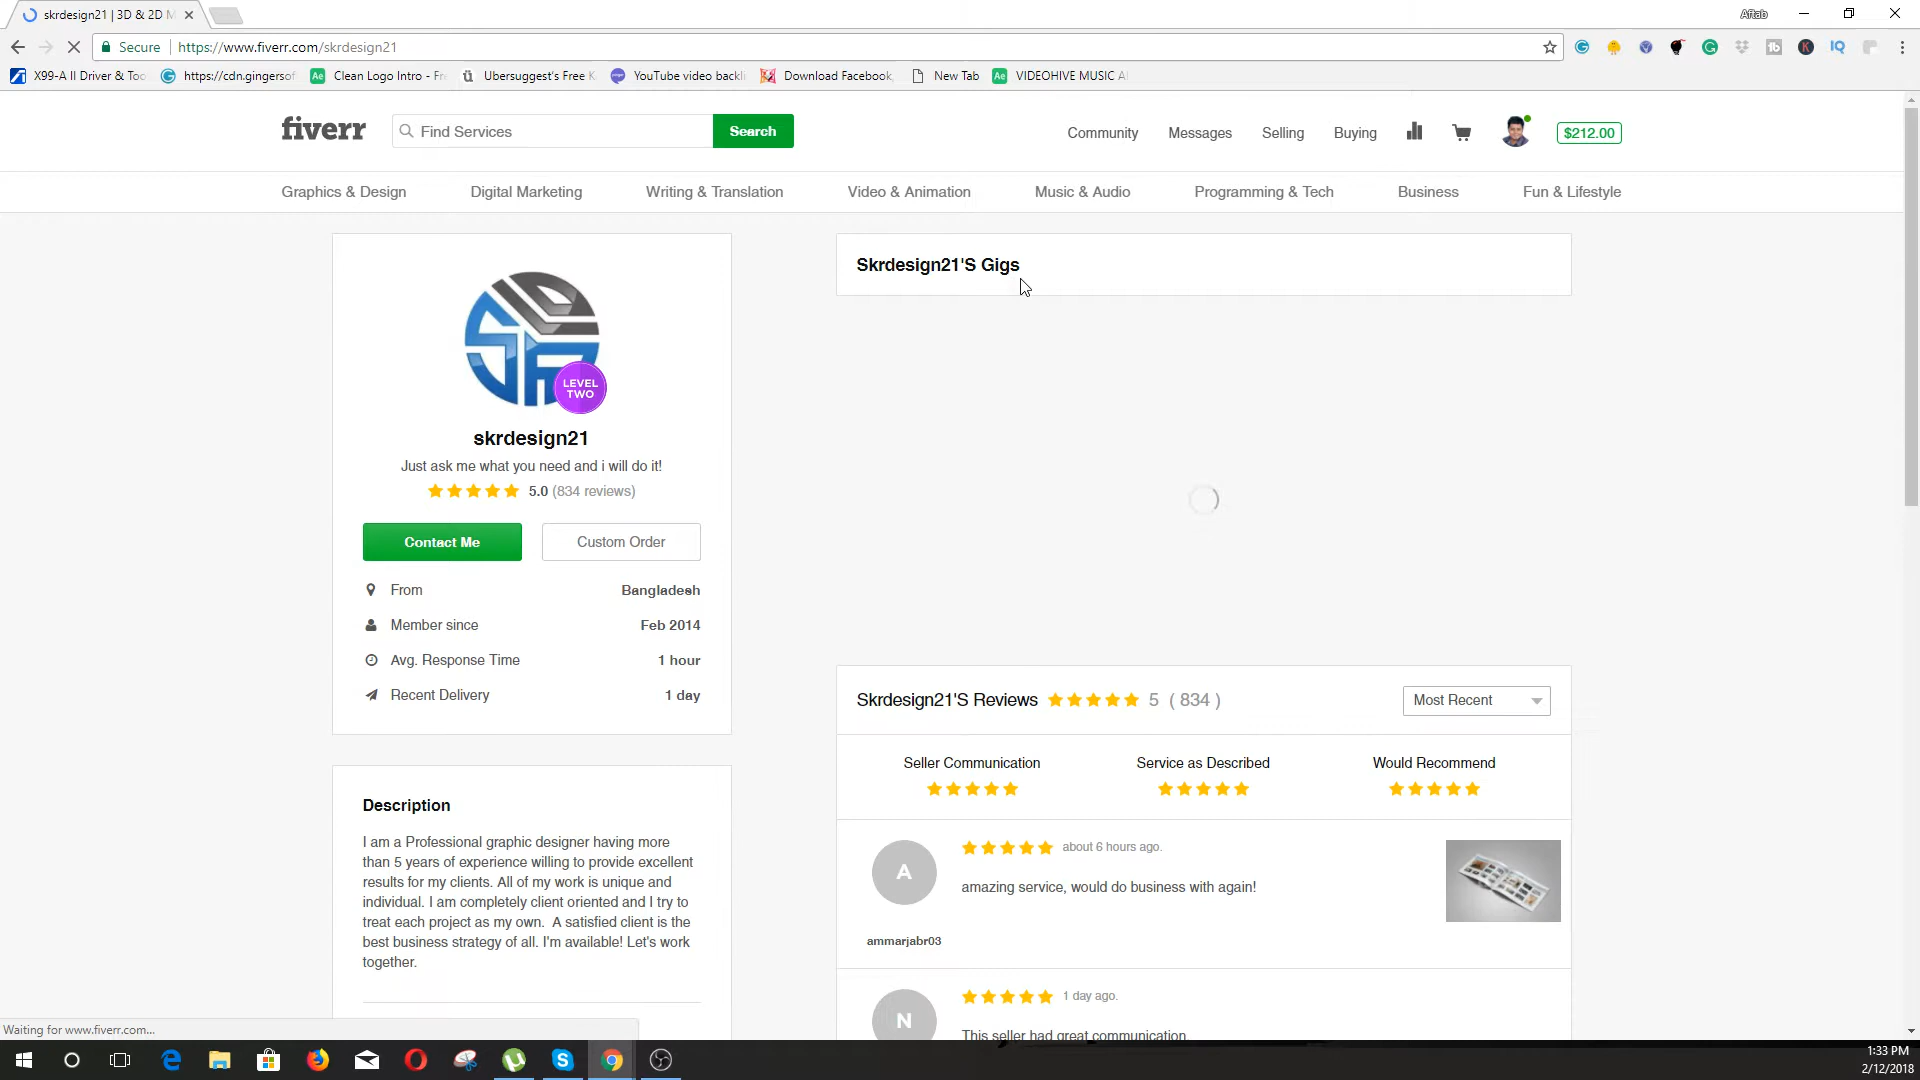 skrdesign21 | 3D & 2D M
Aftab
Secure https://www.fiverr.com/skrdesign21
X99-A II Driver & Too
https://cdn.gingersof
Clean Logo Intro - Fr
Ubersuggest's Free K
YouTube video backli
Download Facebook
New Tab
VIDEOHIVE MUSIC A
fiverr
Find Services
Search
Community
Messages
Selling
Buying
$212.00
Graphics & Design
Digital Marketing
Writing & Translation
Video & Animation
Music & Audio
Programming & Tech
Business
Fun & Lifestyle
LEVEL
TWO
skrdesign21
Just ask me what you need and i will do it!
5.0 (834 reviews)
Contact Me
Custom Order
From Bangladesh
Member since Feb 2014
Avg. Response Time 1 hour
Recent Delivery 1 day
Description
I am a Professional graphic designer having more
than 5 years of experience willing to provide excellent
results for my clients. All of my work is unique and
individual. I am completely client oriented and I try to
treat each project as my own. A satisfied client is the
best business strategy of all. I'm available! Let's work
together.
Skrdesign21'S Gigs
Skrdesign21'S Reviews 5 ( 834 )
Most Recent
Seller Communication
Service as Described
Would Recommend
A
about 6 hours ago.
amazing service, would do business with again!
ammarjabr03
N
1 day ago.
This seller had great communication
Waiting for www.fiverr.com...
1:33 PM
2/12/2018